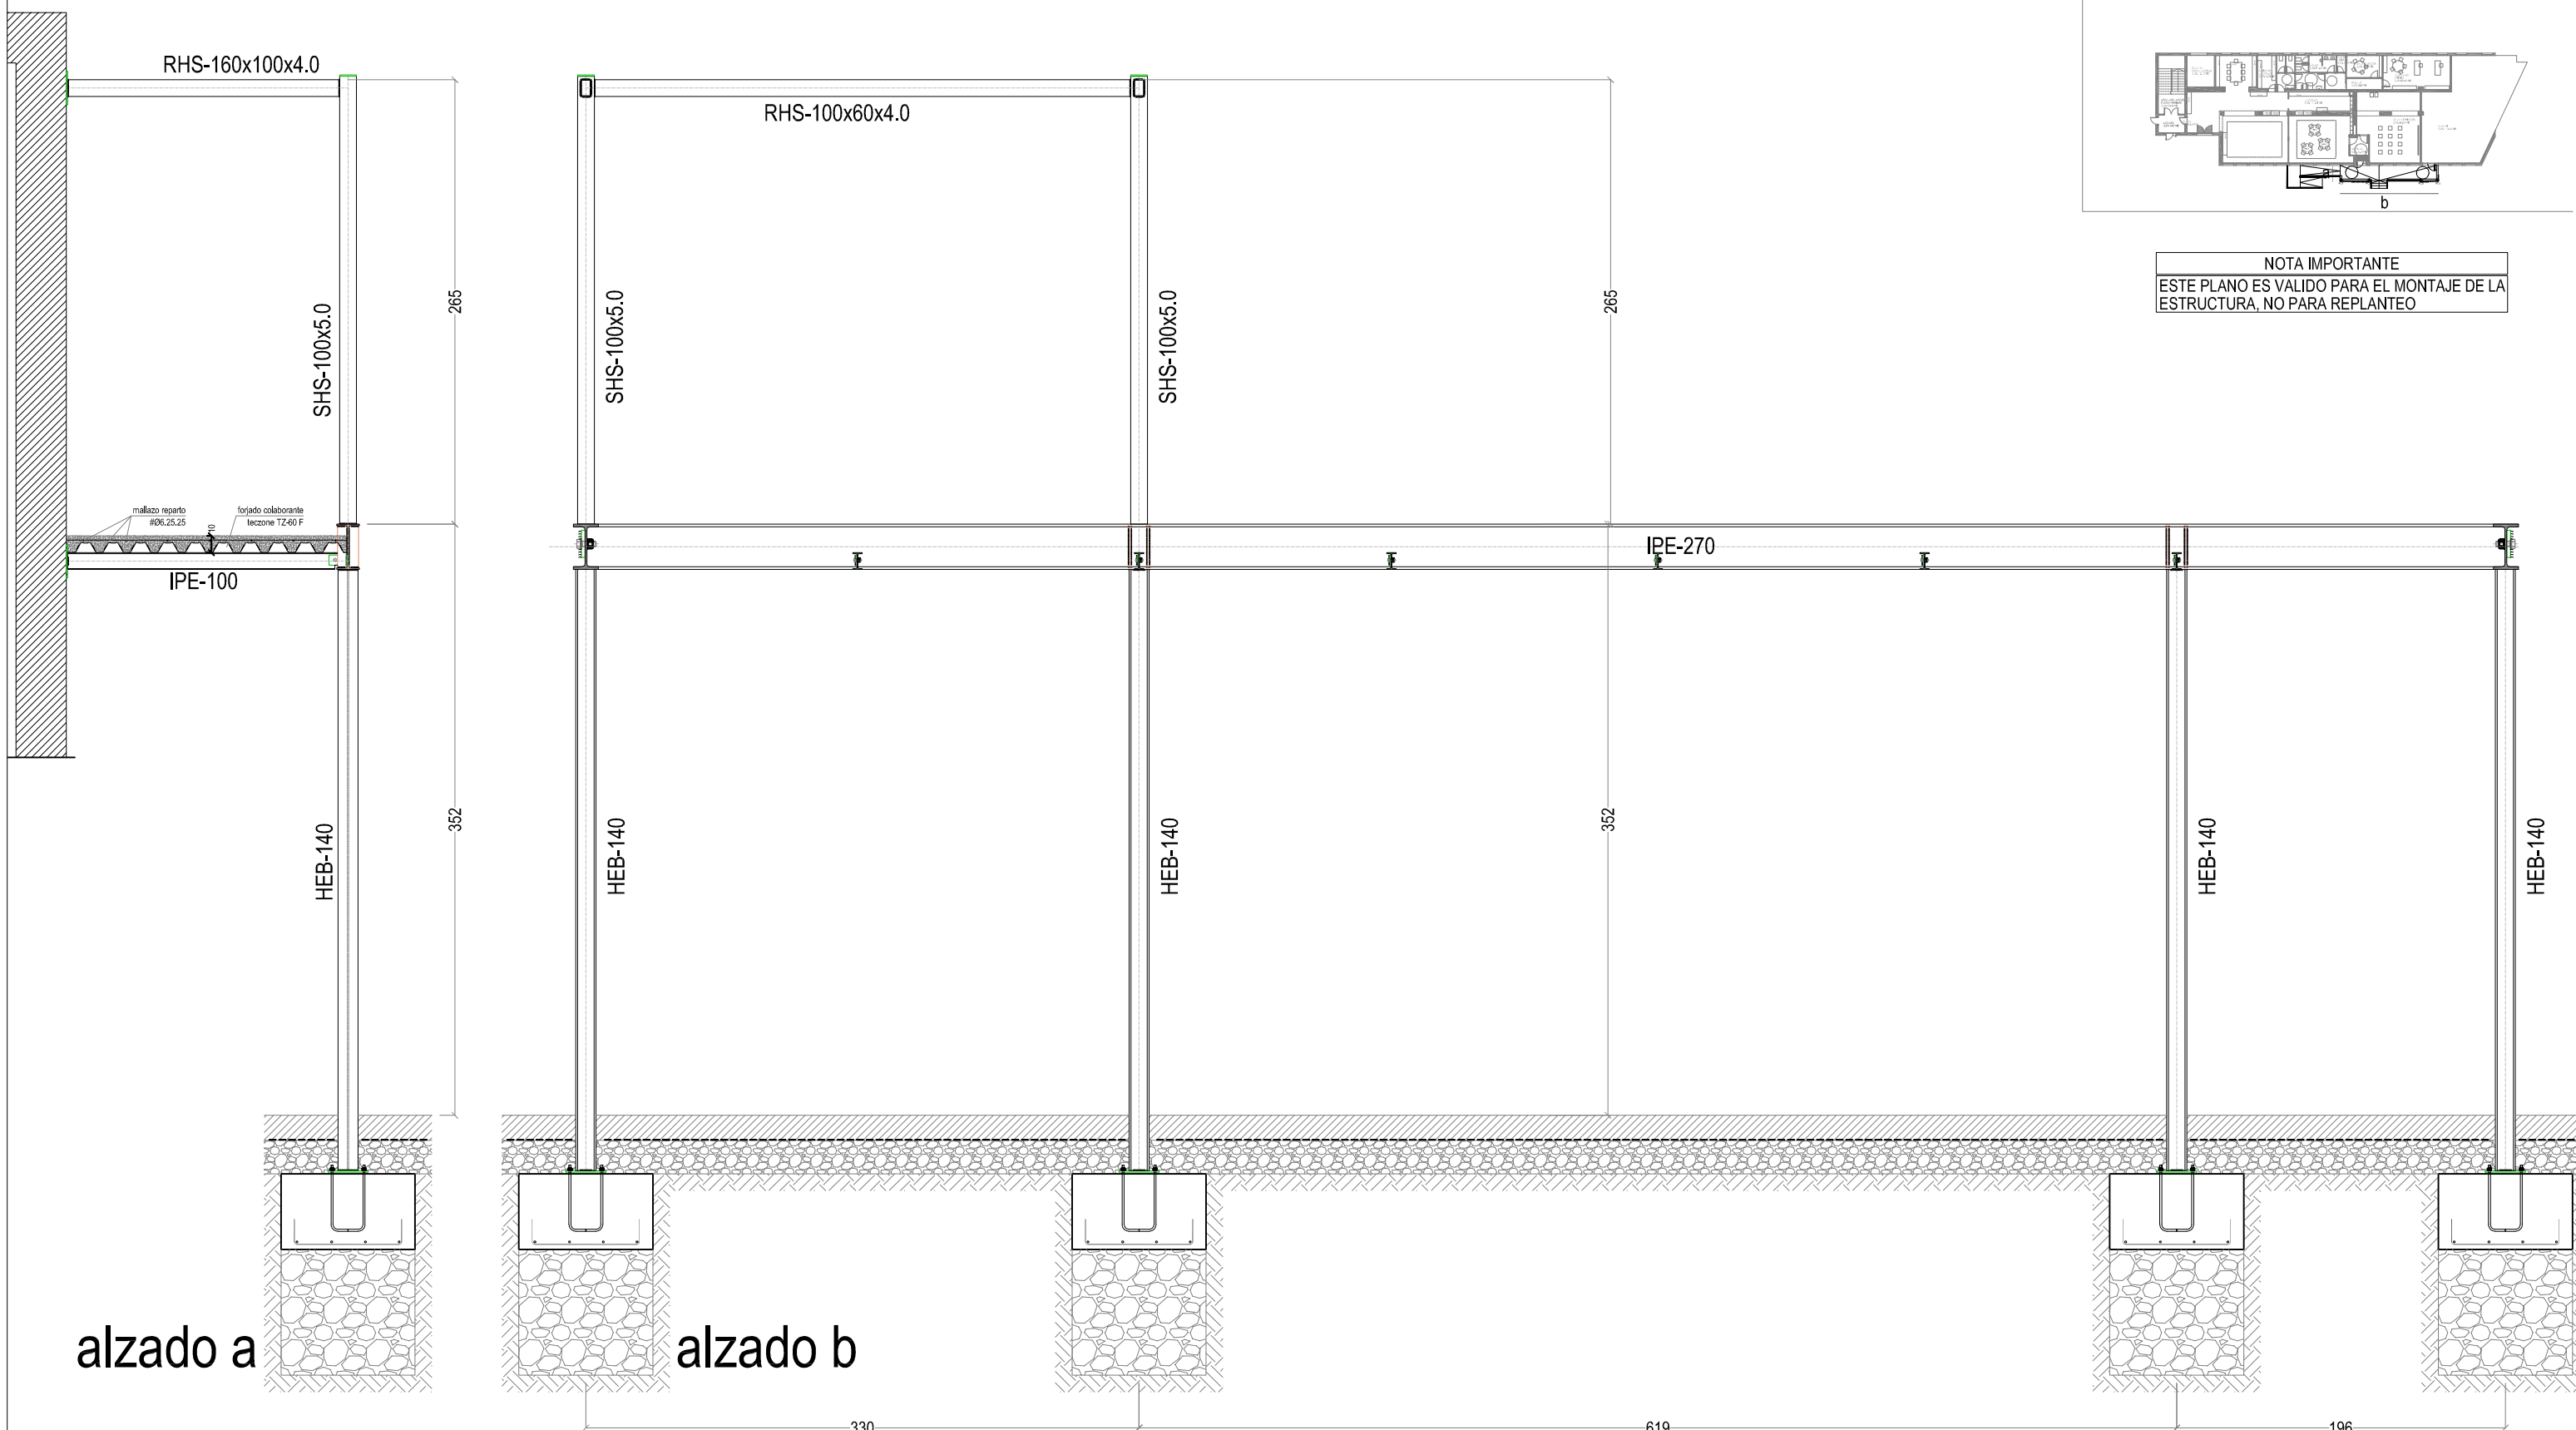 RHS-160x100x4.0
RHS-100x60x4.0
b
NOTA IMPORTANTE
ESTE PLANO ES VALIDO PARA EL MONTAJE DE LA
ESTRUCTURA, NO PARA REPLANTEO
SHS-100x5.0
265
SHS-100x5.0
SHS-100x5.0
265
mallazo reparto
#Ø6.25.25
forjado colaborante
teczone TZ-60 F
10
IPE-100
IPE-270
HEB-140
352
HEB-140
HEB-140
352
HEB-140
HEB-140
alzado a
alzado b
330
619
196